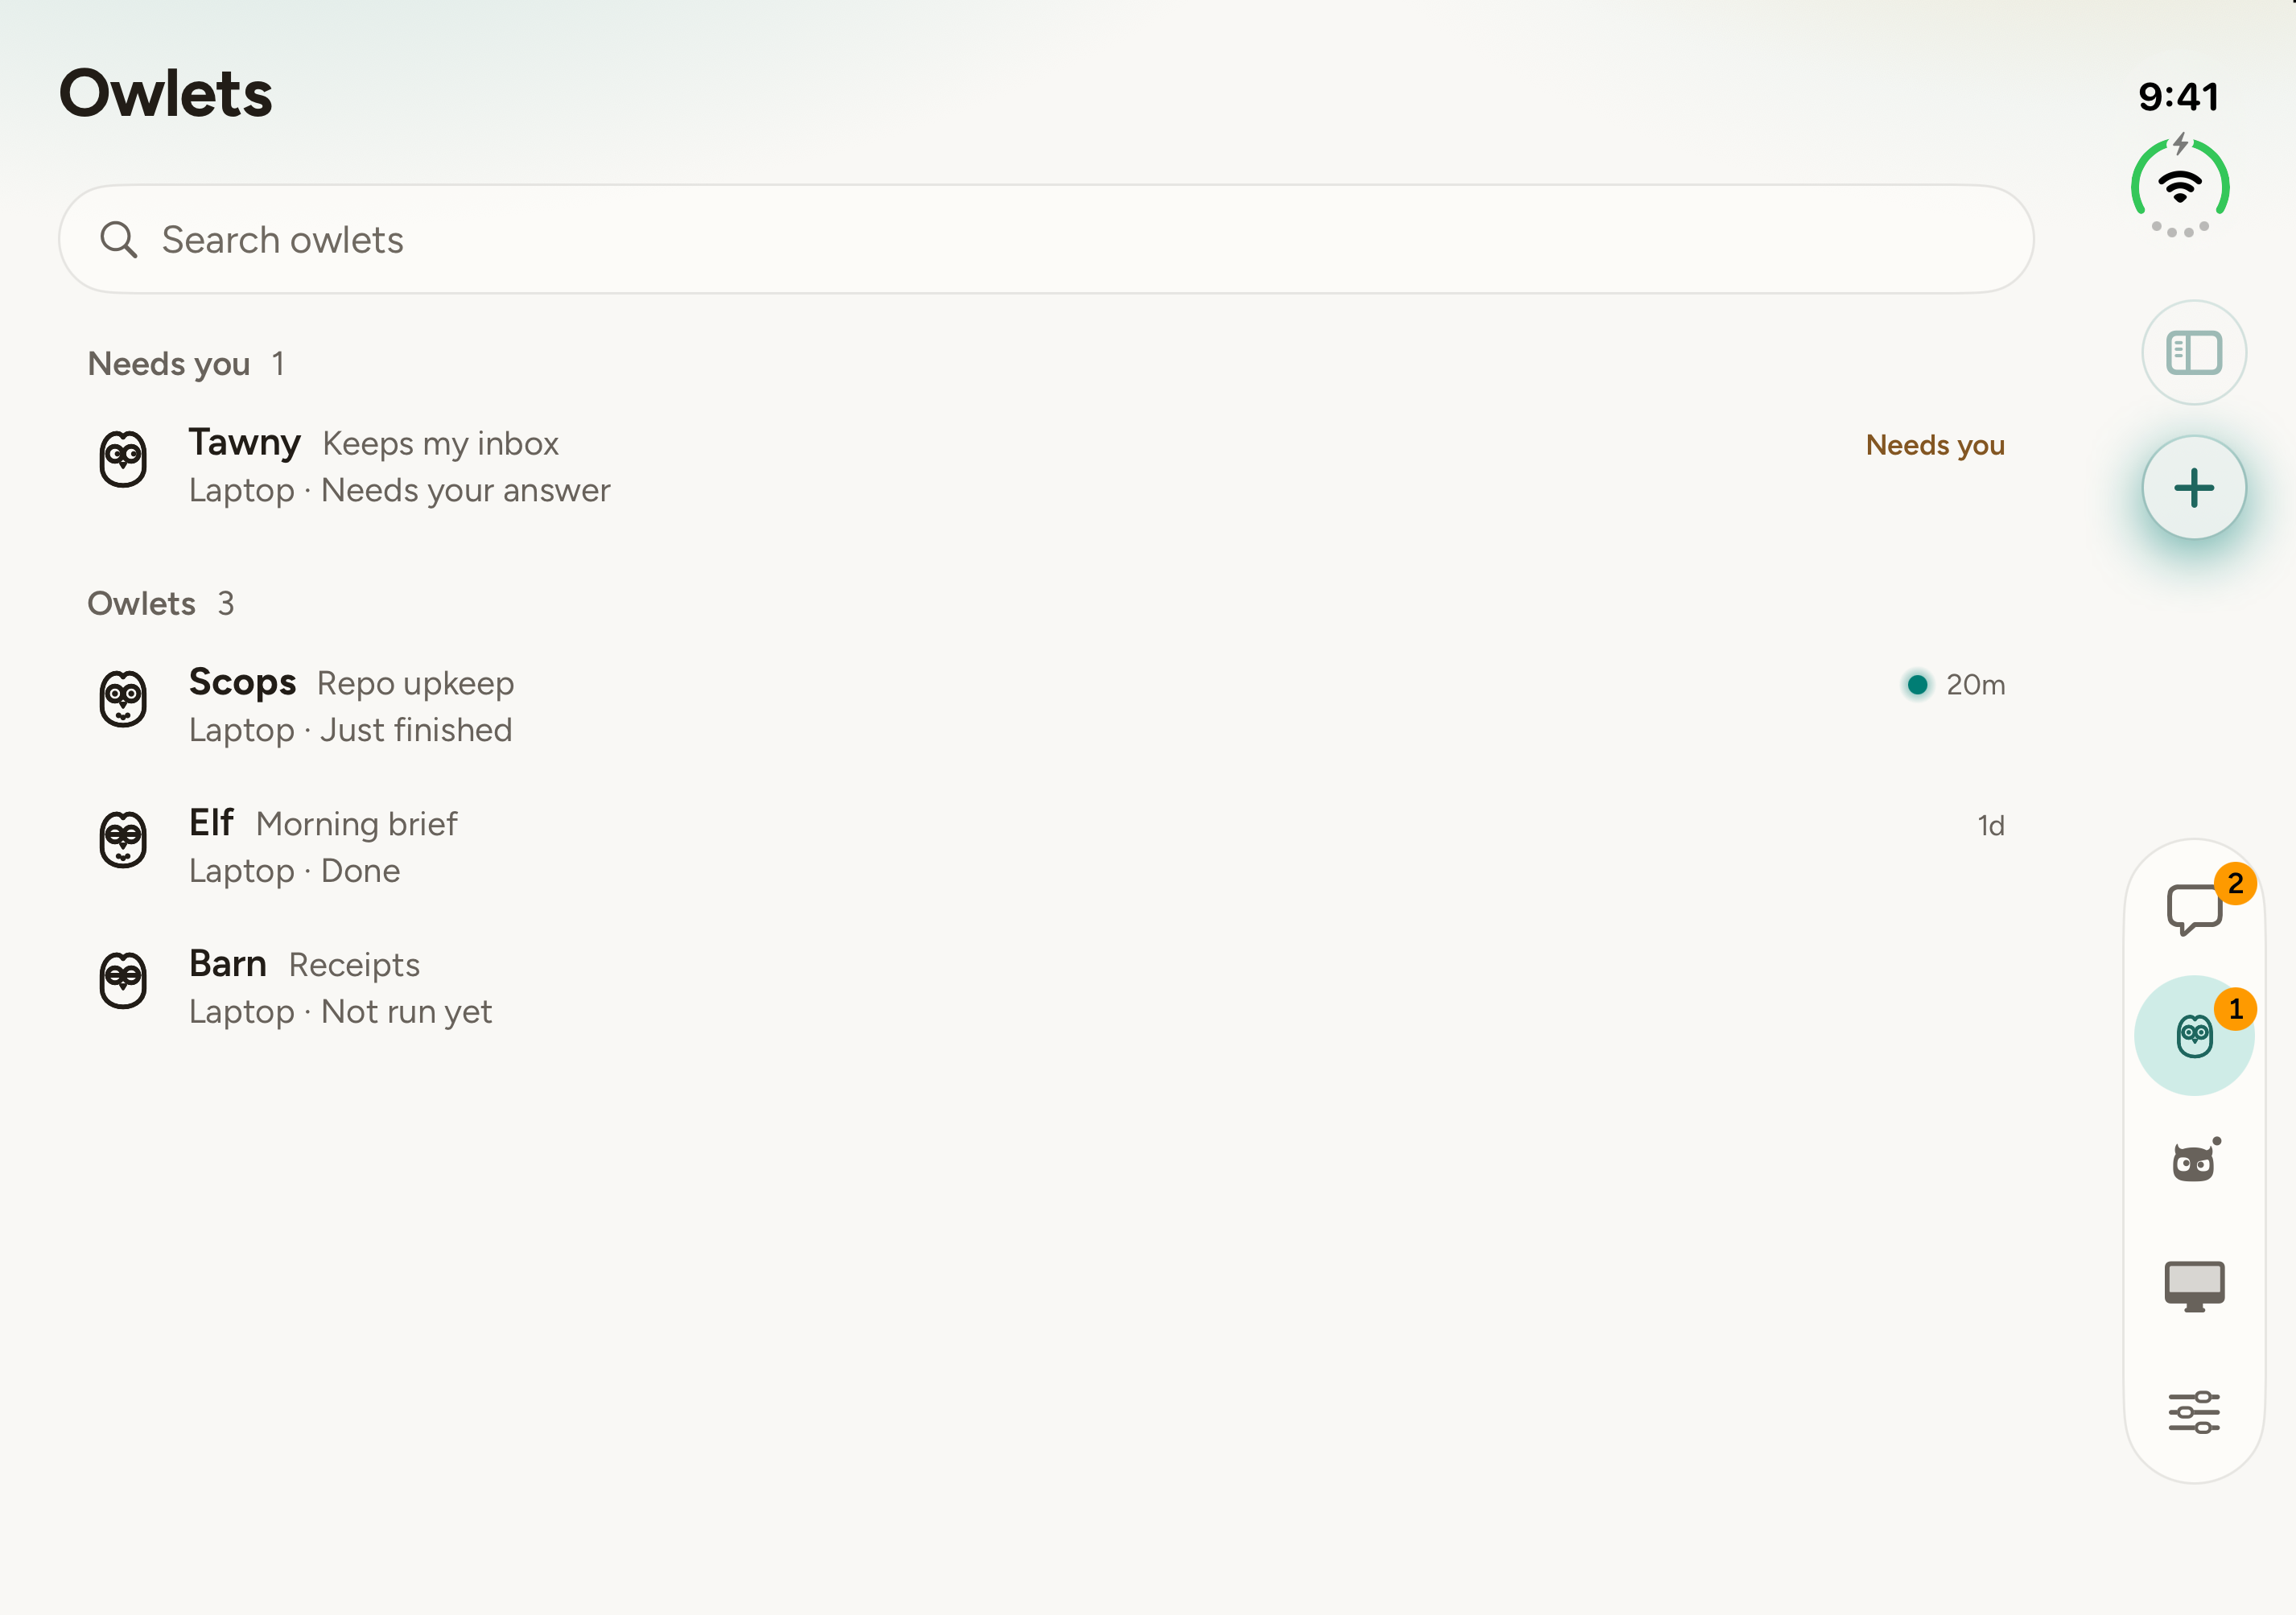 Owlets
9:41
Search owlets
Needs you 1
Tawny Keeps my inbox Needs you
Laptop · Needs your answer
Owlets 3
Scops Repo upkeep 20m
Laptop · Just finished
Elf Morning brief 1d
Laptop · Done
Barn Receipts
Laptop · Not run yet
2
1